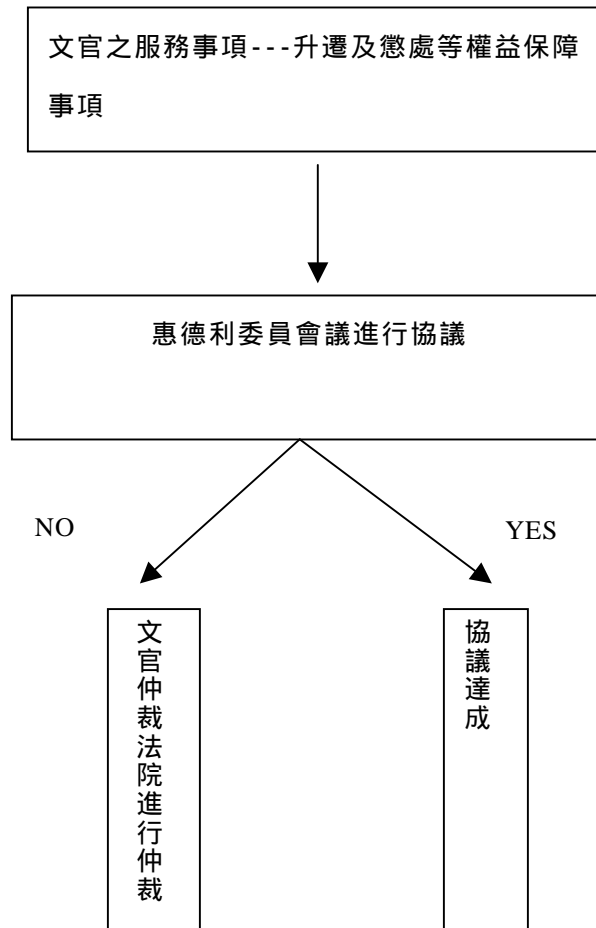 文官之服務事項---升遷及懲處等權益保障
事項
惠德利委員會議進行協議
NO
YES
文官仲裁法院進行仲裁
協議達成